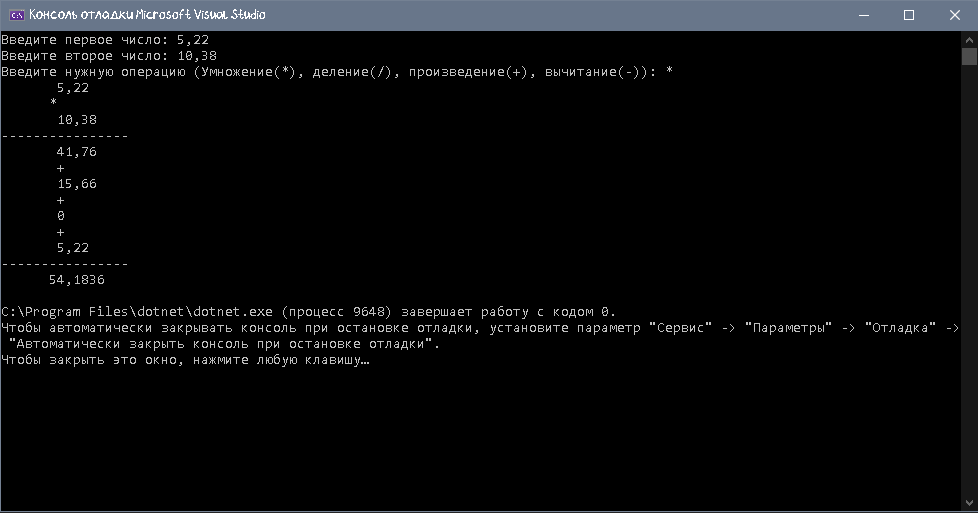 Консоль отладки Microsoft Visual Studio
Введите первое число: 5,22
Введите второе число: 10,38
Введите нужную операцию (Умножение(*), деление(/), произведение(+), вычитание(-)): *
5,22
*
10,38
----------------
41,76
+
15,66
+
0
+
5,22
----------------
54,1836
C:\Program Files\dotnet\dotnet.exe (процесс 9648) завершает работу с кодом 0.
Чтобы автоматически закрывать консоль при остановке отладки, установите параметр "Сервис" -> "Параметры" -> "Отладка" ->
"Автоматически закрыть консоль при остановке отладки".
Чтобы закрыть это окно, нажмите любую клавишу…